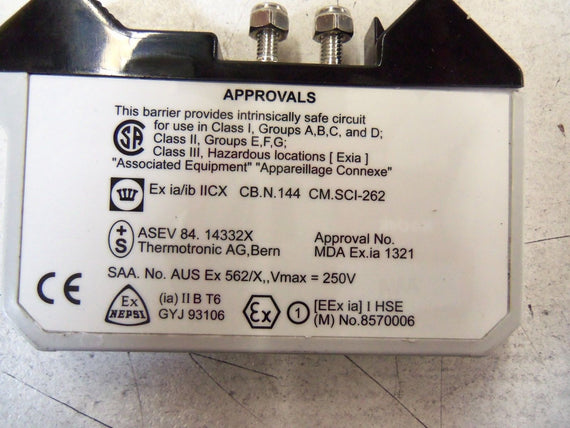 APPROVALS
This barrier provides intrinsically safe circuit
for use in Class I, Groups A,B,C, and D;
Class II, Groups E,F,G;
Class III, Hazardous locations [ Exia ]
"Associated Equipment" "Appareillage Connexe"
SA
Ex ia/ib IICX CB.N.144 CM.SCI-262
+
S
ASEV 84. 14332X
Thermotronic AG,Bern
Approval No.
MDA Ex.ia 1321
SAA. No. AUS Ex 562/X,,Vmax = 250V
CE
Ex
NEPSI
(ia) II B T6
GYJ 93106
Ex
1
[EEx ia] I HSE
(M) No.8570006